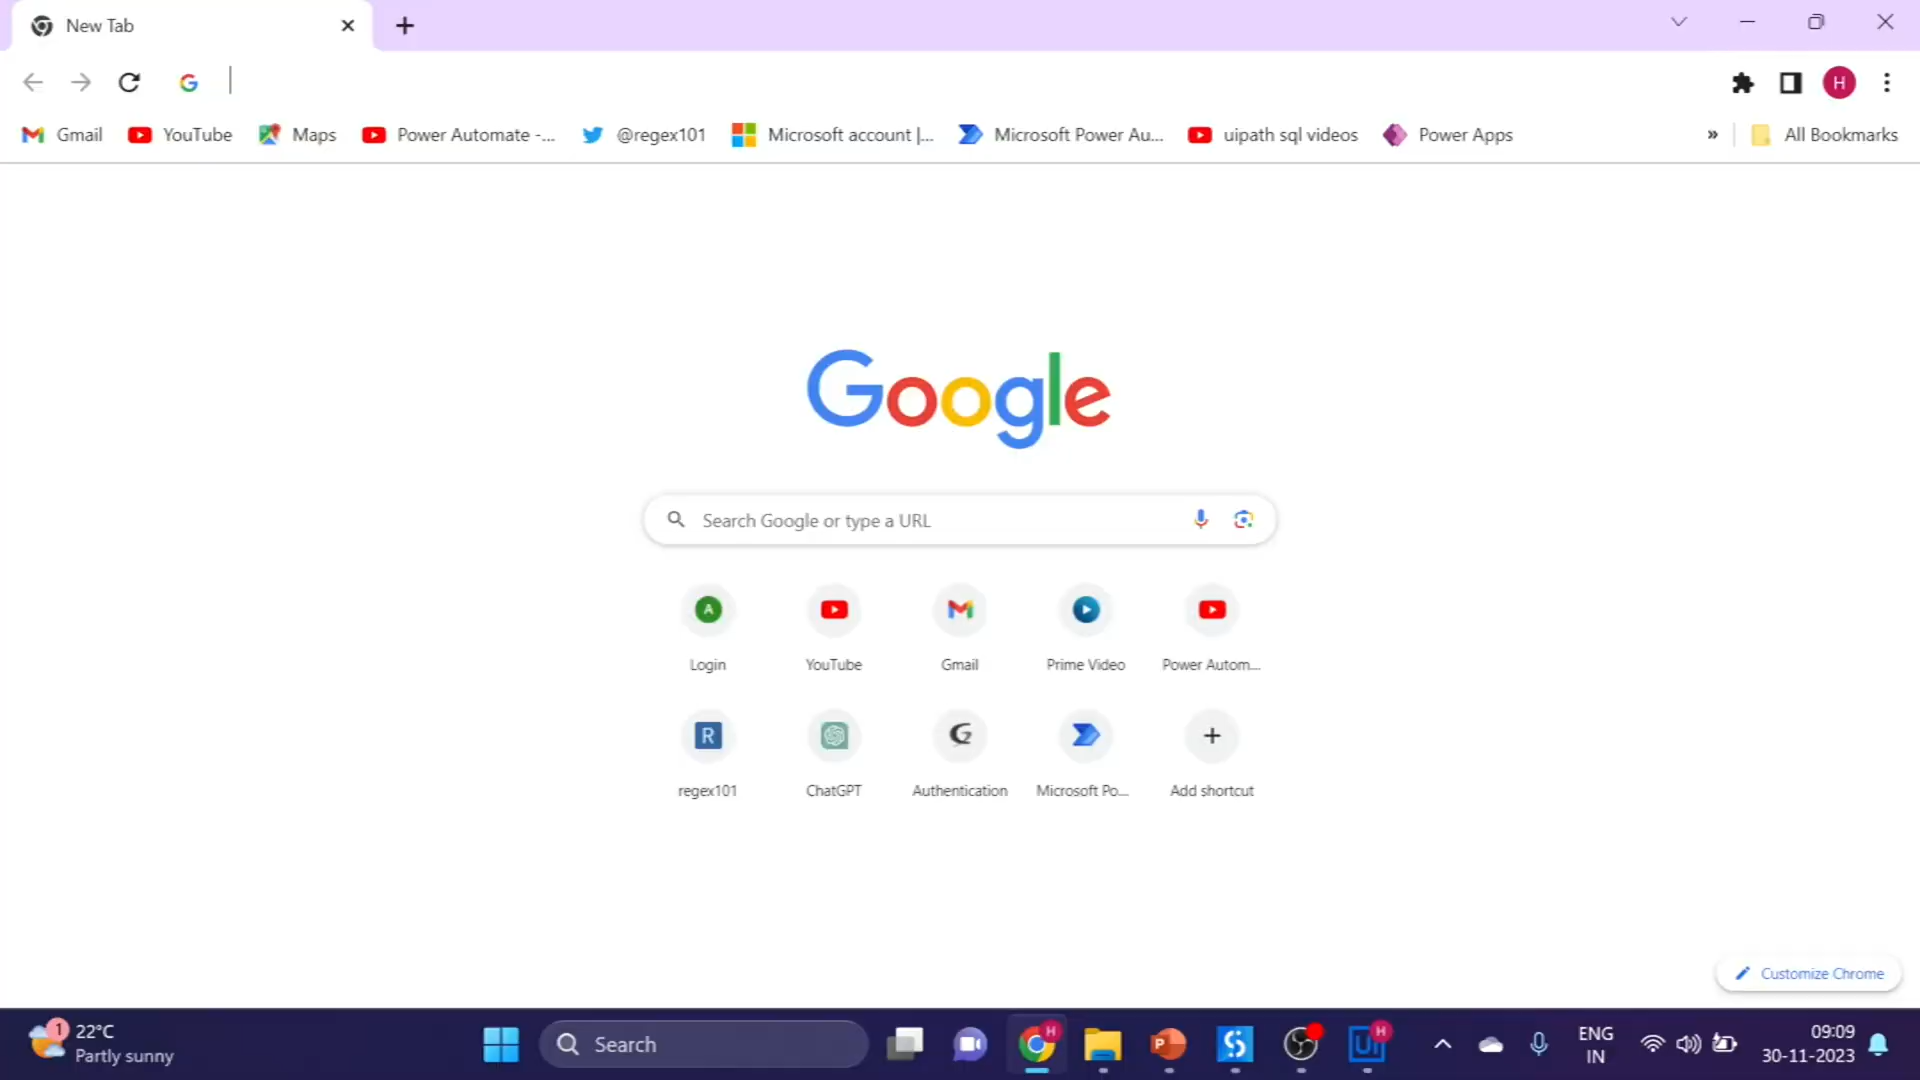 New Tab
Gmail YouTube Maps Power Automate -... @regex101 Microsoft account |... Microsoft Power Au... uipath sql videos Power Apps » All Bookmarks
H
Google
Search Google or type a URL
A
Login YouTube Gmail Prime Video Power Autom...
R
regex101 ChatGPT Authentication Microsoft Po... Add shortcut
Customize Chrome
1 22°C
Partly sunny
Search
H
P
UI
H
ENG
IN
09:09
30-11-2023